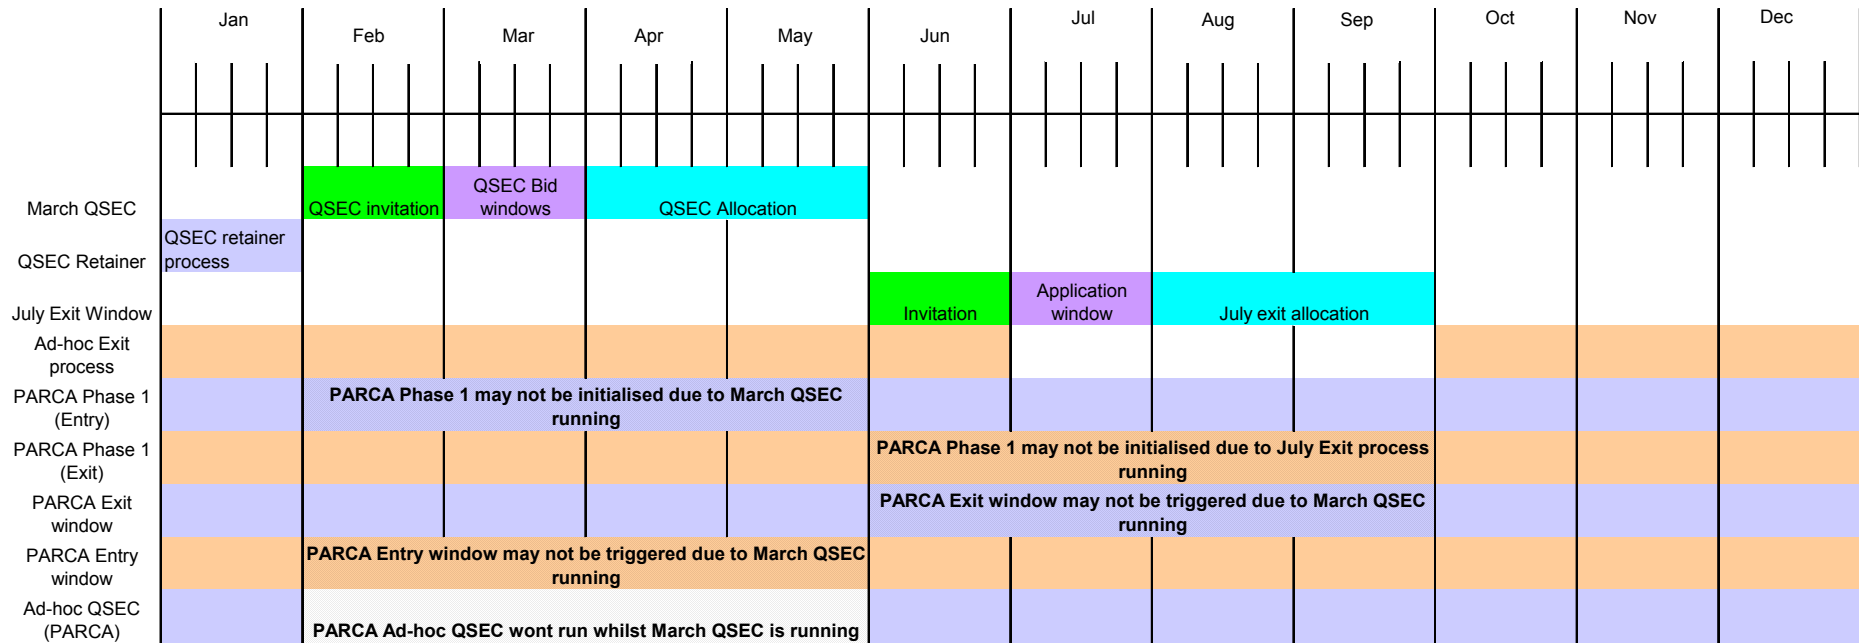 Jan
Feb
Mar
Apr
May
Jun
Jul
Aug
Sep
Oct
Nov
Dec
March QSEC
QSEC invitation
QSEC Bid
windows
QSEC Allocation
QSEC Retainer
QSEC retainer
process
July Exit Window
Invitation
Application
window
July exit allocation
Ad-hoc Exit
process
PARCA Phase 1
(Entry)
PARCA Phase 1 may not be initialised due to March QSEC
running
PARCA Phase 1
(Exit)
PARCA Phase 1 may not be initialised due to July Exit process
running
PARCA Exit
window
PARCA Exit window may not be triggered due to March QSEC
running
PARCA Entry
window
PARCA Entry window may not be triggered due to March QSEC
running
Ad-hoc QSEC
(PARCA)
PARCA Ad-hoc QSEC wont run whilst March QSEC is running